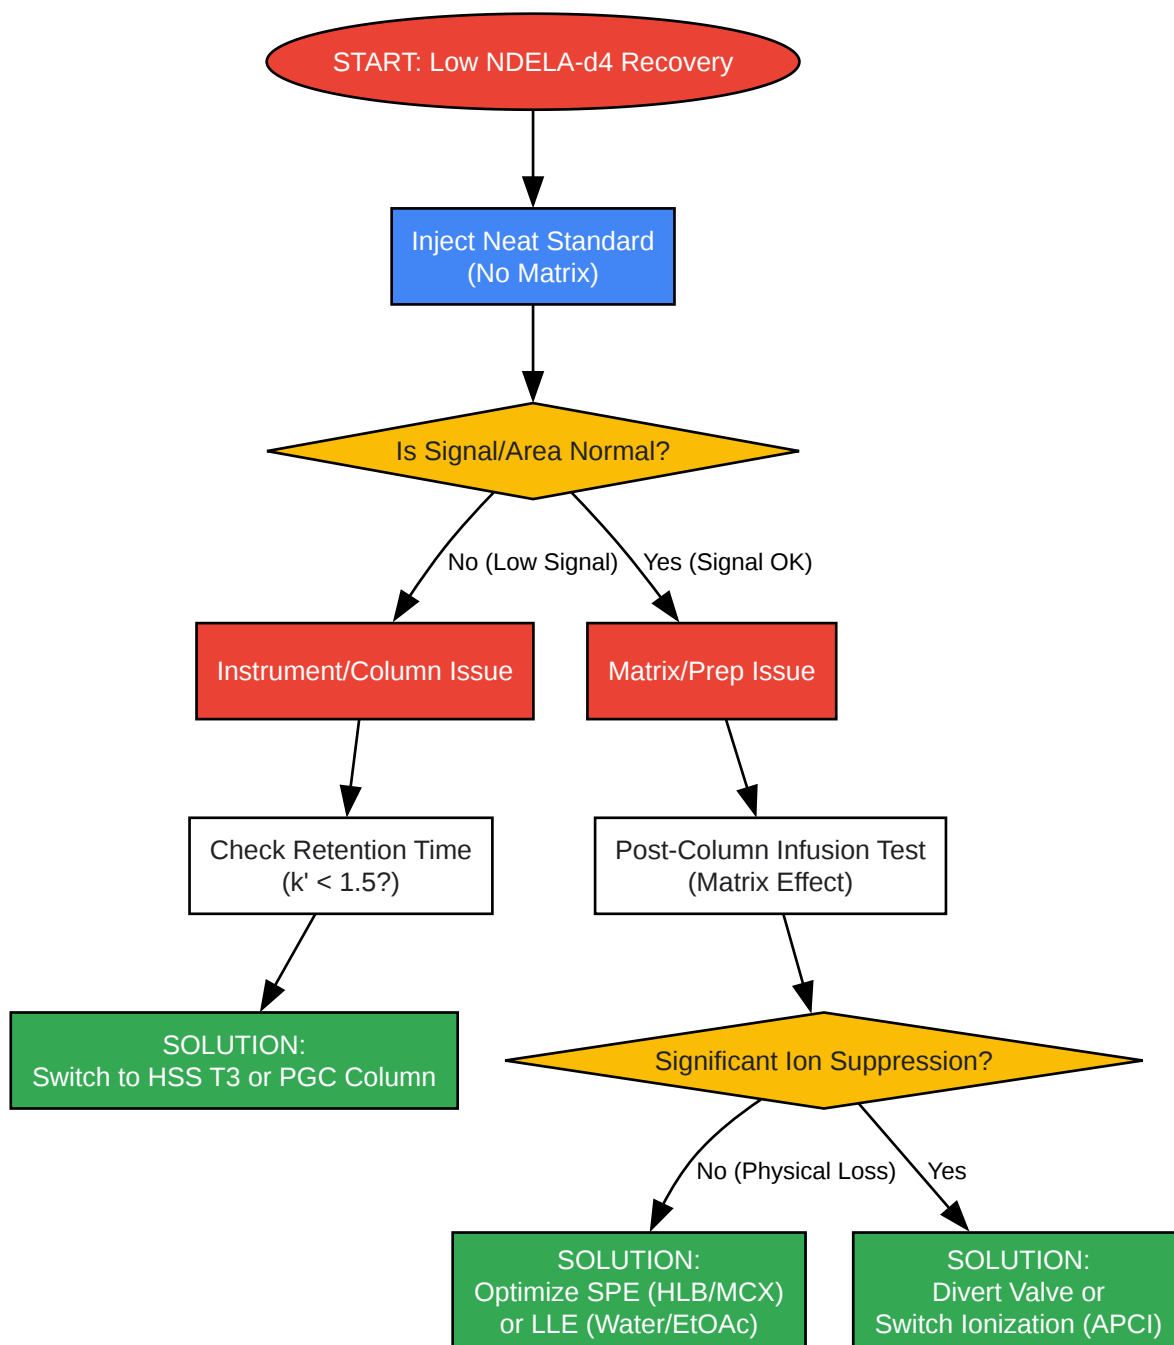 START: Low NDELA-d4 Recovery
Inject Neat Standard
(No Matrix)
Is Signal/Area Normal?
No (Low Signal)
Yes (Signal OK)
Instrument/Column Issue
Matrix/Prep Issue
Check Retention Time
(k' < 1.5?)
Post-Column Infusion Test
(Matrix Effect)
SOLUTION:
Switch to HSS T3 or PGC Column
Significant Ion Suppression?
No (Physical Loss)
Yes
SOLUTION:
Optimize SPE (HLB/MCX)
or LLE (Water/EtOAc)
SOLUTION:
Divert Valve or
Switch Ionization (APCI)